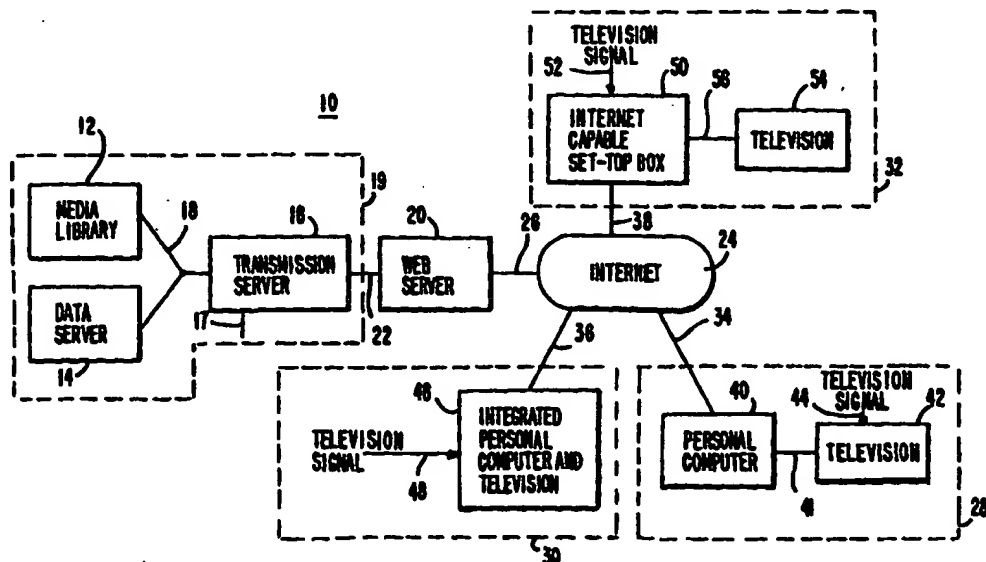 10
12
MEDIA
LIBRARY
18
DATA
SERVER
14
16
TRANSMISSION
SERVER
17
19
22
20
WEB
SERVER
26
INTERNET
24
TELEVISION
SIGNAL
52
50
INTERNET
CAPABLE
SET-TOP BOX
56
54
TELEVISION
32
38
36
34
46
TELEVISION
SIGNAL
48
INTEGRATED
PERSONAL
COMPUTER AND
TELEVISION
30
40
PERSONAL
COMPUTER
41
TELEVISION
SIGNAL
44
42
TELEVISION
28